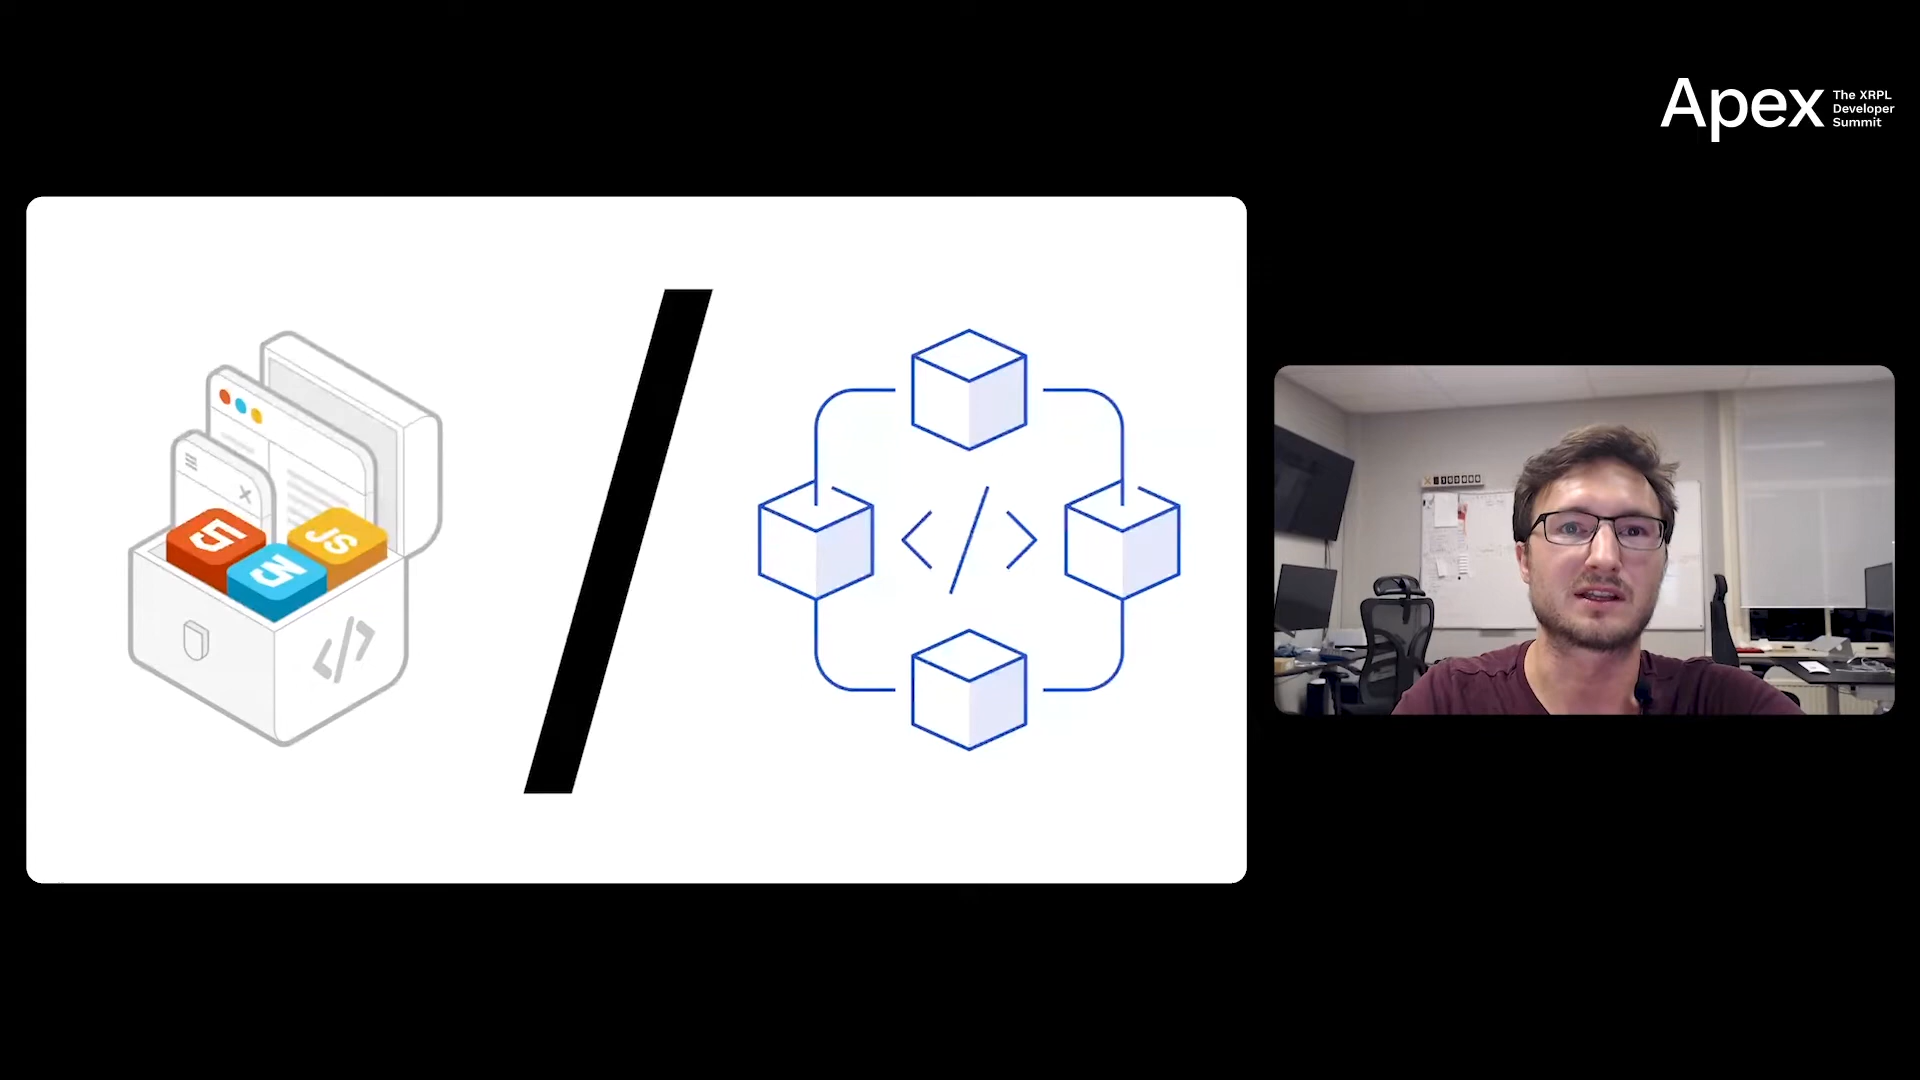 Apex
The XRPL
Developer
Summit
JS